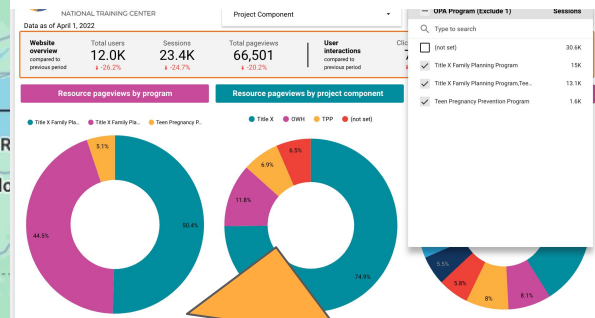 NATIONAL TRAINING CENTER
Data as of April 1, 2022
Project Component
OPA Program (Exclude 1) Sessions
Type to search
(not set) 30.6K
Title X Family Planning Program 15K
Title X Family Planning Program,Tee... 13.1K
Teen Pregnancy Prevention Program 1.6K
Website overview
compared to previous period
Total users
12.0K
-26.2%
Sessions
23.4K
-24.7%
Total pageviews
66,501
-20.2%
User interactions
compared to previous period
Resource pageviews by program
Title X Family Pla... Title X Family Pla... Teen Pregnancy P...
5.1%
44.5%
50.4%
Resource pageviews by project component
Title X OWH TPP (not set)
6.5%
6.9%
11.8%
74.9%
5.5%
5.8%
8%
8.1%